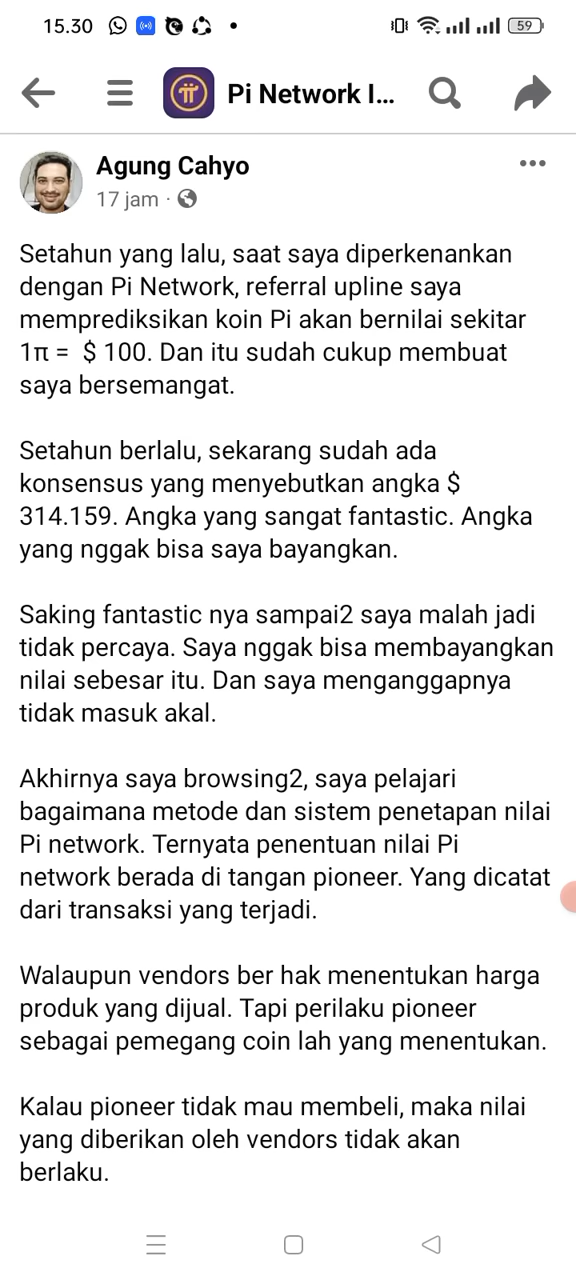 15.30
59
Pi Network I...
Agung Cahyo
17 jam ·
Setahun yang lalu, saat saya diperkenankan
dengan Pi Network, referral upline saya
memprediksikan koin Pi akan bernilai sekitar
1π = $ 100. Dan itu sudah cukup membuat
saya bersemangat.
Setahun berlalu, sekarang sudah ada
konsensus yang menyebutkan angka $
314.159. Angka yang sangat fantastic. Angka
yang nggak bisa saya bayangkan.
Saking fantastic nya sampai2 saya malah jadi
tidak percaya. Saya nggak bisa membayangkan
nilai sebesar itu. Dan saya menganggapnya
tidak masuk akal.
Akhirnya saya browsing2, saya pelajari
bagaimana metode dan sistem penetapan nilai
Pi network. Ternyata penentuan nilai Pi
network berada di tangan pioneer. Yang dicatat
dari transaksi yang terjadi.
Walaupun vendors ber hak menentukan harga
produk yang dijual. Tapi perilaku pioneer
sebagai pemegang coin lah yang menentukan.
Kalau pioneer tidak mau membeli, maka nilai
yang diberikan oleh vendors tidak akan
berlaku.